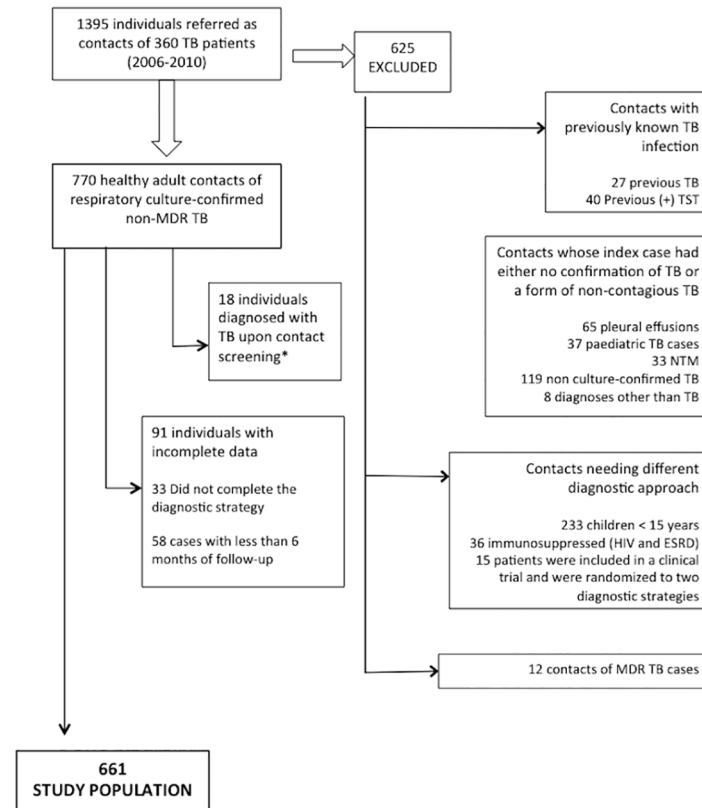 1395 individuals referred as
contacts of 360 TB patients
(2006-2010)
625
EXCLUDED
Contacts with
previously known TB
infection
27 previous TB
40 Previous (+) TST
770 healthy adult contacts of
respiratory culture-confirmed
non-MDR TB
Contacts whose index case had
either no confirmation of TB or
a form of non-contagious TB
65 pleural effusions
37 paediatric TB cases
33 NTM
119 non culture-confirmed TB
8 diagnoses other than TB
18 individuals
diagnosed with
TB upon contact
screening*
91 individuals with
incomplete data
33 Did not complete the
diagnostic strategy
58 cases with less than 6
months of follow-up
Contacts needing different
diagnostic approach
233 children < 15 years
36 immunosuppressed (HIV and ESRD)
15 patients were included in a clinical
trial and were randomized to two
diagnostic strategies
12 contacts of MDR TB cases
661
STUDY POPULATION